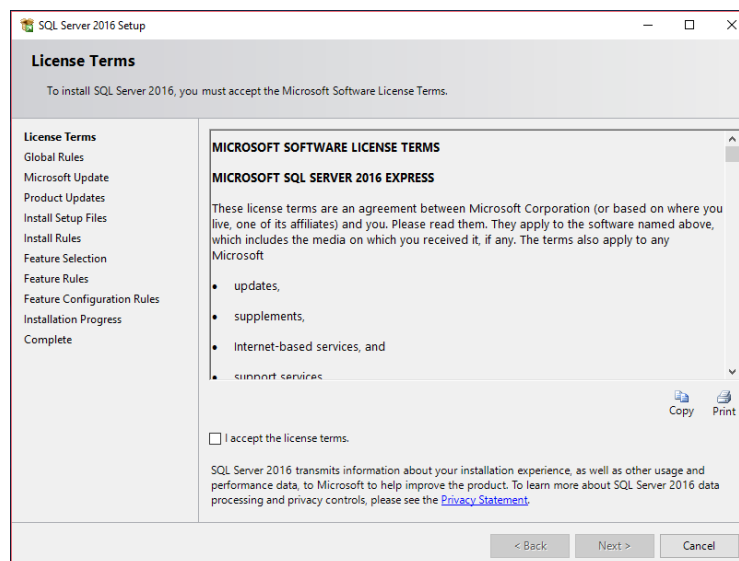 SQL Server 2016 Setup
License Terms
To install SQL Server 2016, you must accept the Microsoft Software License Terms.
License Terms
Global Rules
Microsoft Update
Product Updates
Install Setup Files
Install Rules
Feature Selection
Feature Rules
Feature Configuration Rules
Installation Progress
Complete
MICROSOFT SOFTWARE LICENSE TERMS
MICROSOFT SQL SERVER 2016 EXPRESS
These license terms are an agreement between Microsoft Corporation (or based on where you
live, one of its affiliates) and you. Please read them. They apply to the software named above,
which includes the media on which you received it, if any. The terms also apply to any
Microsoft
• updates,
• supplements,
• Internet-based services, and
• support services
Copy Print
I accept the license terms.
SQL Server 2016 transmits information about your installation experience, as well as other usage and
performance data, to Microsoft to help improve the product. To learn more about SQL Server 2016 data
processing and privacy controls, please see the Privacy Statement.
< Back Next > Cancel